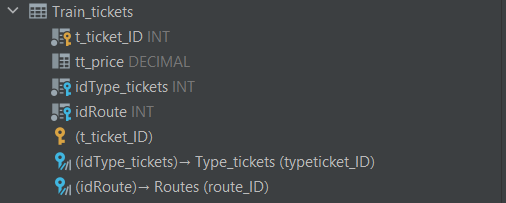 Train_tickets
t_ticket_ID INT
tt_price DECIMAL
idType_tickets INT
idRoute INT
(t_ticket_ID)
(idType_tickets)→ Type_tickets (typeticket_ID)
(idRoute)→ Routes (route_ID)